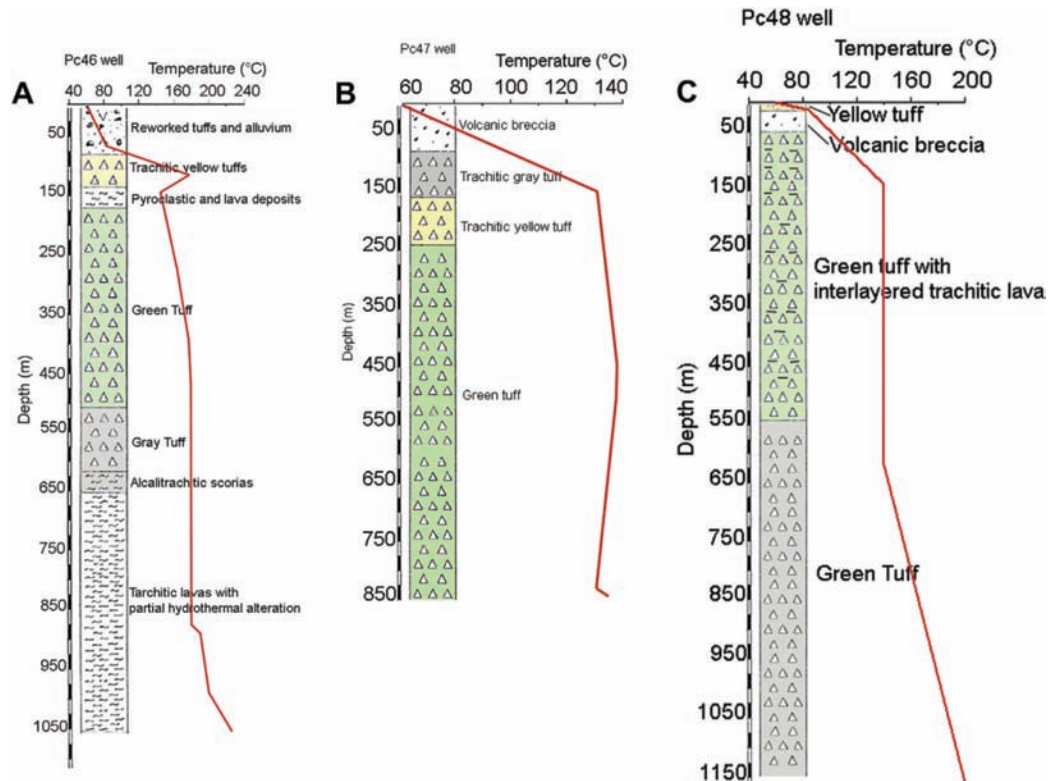 Pc46 well
Temperature (°C)
A
40 80 120 176 200 240
50
150
250
350
450
550
650
750
850
950
1050
Depth (m)
Reworked tuffs and alluvium
Trachitic yellow tuffs
Pyroclastic and lava deposits
Green Tuff
Gray Tuff
Alcalitrachitic scorias
Tarchitic lavas with
partial hydrothermal alteration
Pc47 well
Temperature (°C)
B
60 80 100 120 140
50
150
250
350
450
550
650
750
850
Depth (m)
Volcanic breccia
Trachitic gray tuff
Trachitic yellow tuff
Green tuff
Pc48 well
Temperature (°C)
C
40 80 120 160 200
50
150
250
350
450
550
650
750
850
950
1050
1150
Depth (m)
Yellow tuff
Volcanic breccia
Green tuff with
interlayered trachitic lava
Green Tuff